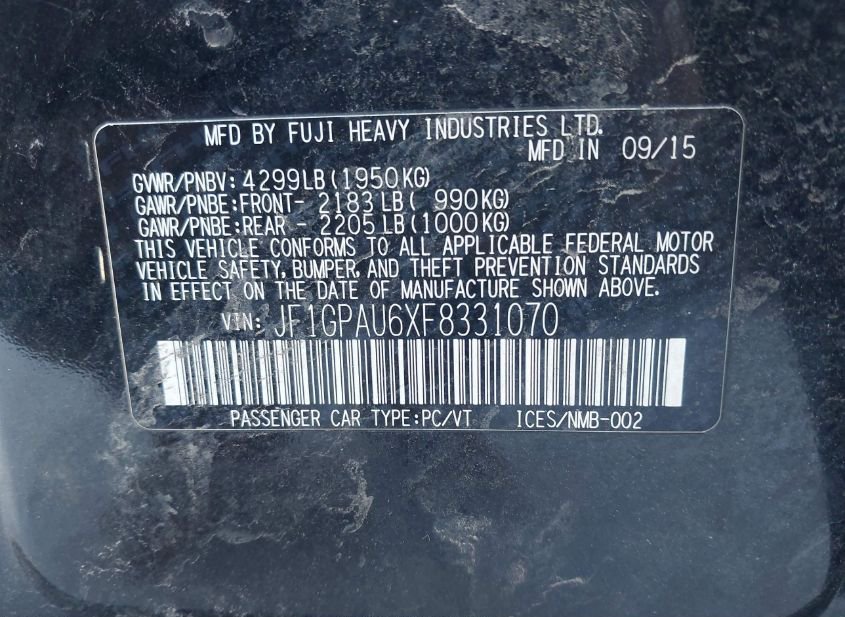 MFD BY FUJI HEAVY INDUSTRIES LTD.
MFD IN 09/15
GVWR/PNBV: 4299LB(1950KG)
GAWR/PNBE:FRONT- 2183LB( 990KG)
GAWR/PNBE:REAR - 2205LB(1000KG)
THIS VEHICLE CONFORMS TO ALL APPLICABLE FEDERAL MOTOR
VEHICLE SAFETY, BUMPER, AND THEFT PREVENTION STANDARDS
IN EFFECT ON THE DATE OF MANUFACTURE SHOWN ABOVE.
VIN: JF1GPAU6XF8331070
PASSENGER CAR TYPE:PC/VT ICES/NMB-002